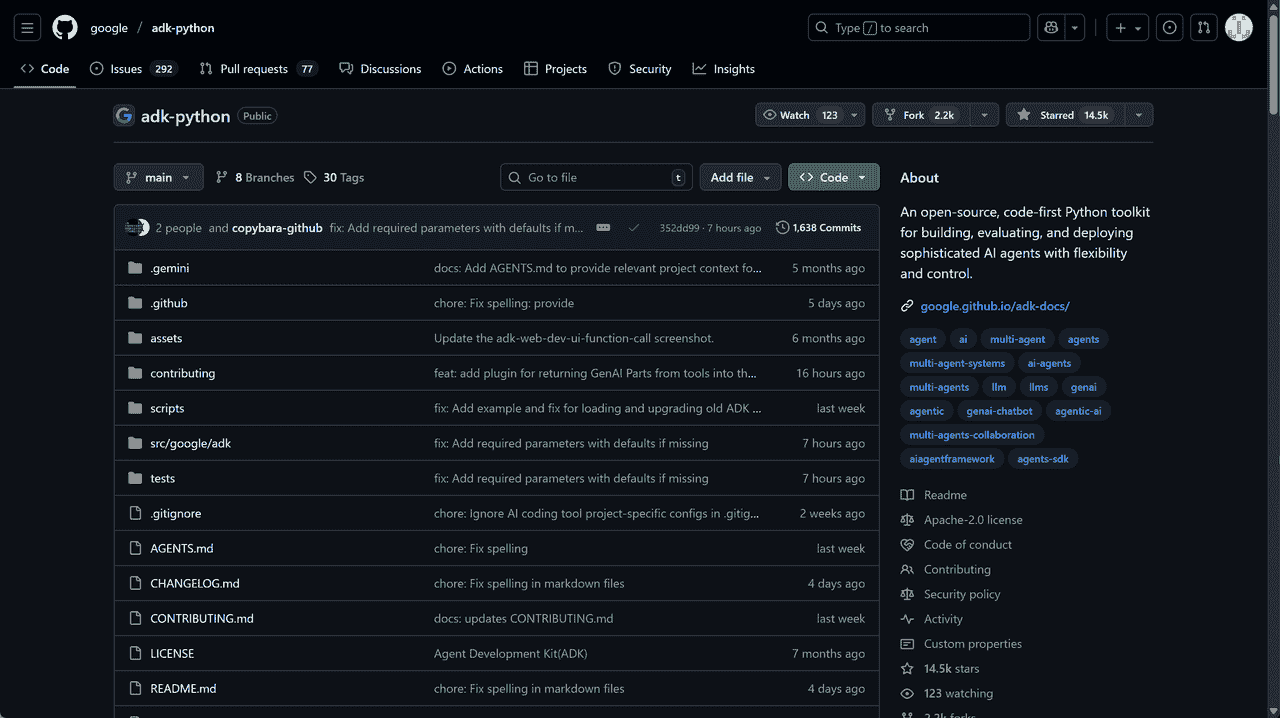 google / adk-python
Type / to search
Code Issues 292 Pull requests 77 Discussions Actions Projects Security Insights
adk-python Public
Watch 123 Fork 2.2k Starred 14.5k
main 8 Branches 30 Tags Go to file t Add file Code
2 people and copybara-github fix: Add required parameters with defaults if m... 352dd99 · 7 hours ago 1,638 Commits
.gemini docs: Add AGENTS.md to provide relevant project context fo... 5 months ago
.github chore: Fix spelling: provide 5 days ago
assets Update the adk-web-dev-ui-function-call screenshot. 6 months ago
contributing feat: add plugin for returning GenAI Parts from tools into th... 16 hours ago
scripts fix: Add example and fix for loading and upgrading old ADK ... last week
src/google/adk fix: Add required parameters with defaults if missing 7 hours ago
tests fix: Add required parameters with defaults if missing 7 hours ago
.gitignore chore: Ignore AI coding tool project-specific configs in .gitig... 2 weeks ago
AGENTS.md chore: Fix spelling last week
CHANGELOG.md chore: Fix spelling in markdown files 4 days ago
CONTRIBUTING.md docs: updates CONTRIBUTING.md last week
LICENSE Agent Development Kit(ADK) 7 months ago
README.md chore: Fix spelling in markdown files 4 days ago
About
An open-source, code-first Python toolkit
for building, evaluating, and deploying
sophisticated AI agents with flexibility
and control.
google.github.io/adk-docs/
agent ai multi-agent agents
multi-agent-systems ai-agents
multi-agents llm llms genai
agentic genai-chatbot agentic-ai
multi-agents-collaboration
aiagentframework agents-sdk
Readme
Apache-2.0 license
Code of conduct
Contributing
Security policy
Activity
Custom properties
14.5k stars
123 watching
2.2k forks